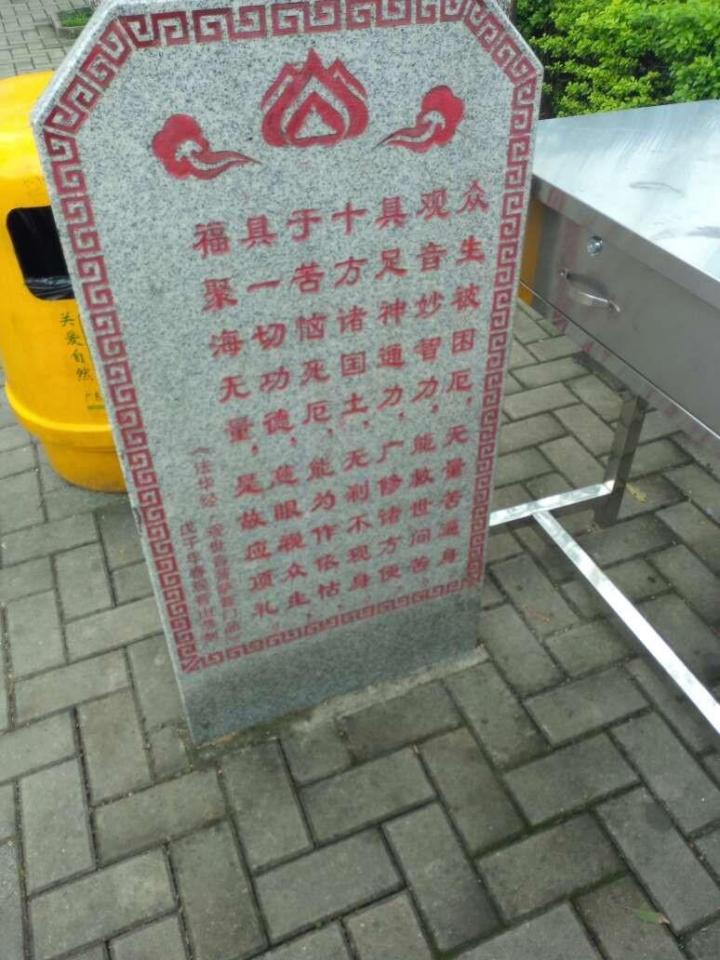 众生被困厄，无量苦逼身
观音妙智力，能救世间苦
具足神通力，广修诸方便
十方诸国土，无刹不现身
于苦恼死厄，能为作依怙
具一切功德，慈眼视众生
福聚海无量，是故应顶礼
关爱自然